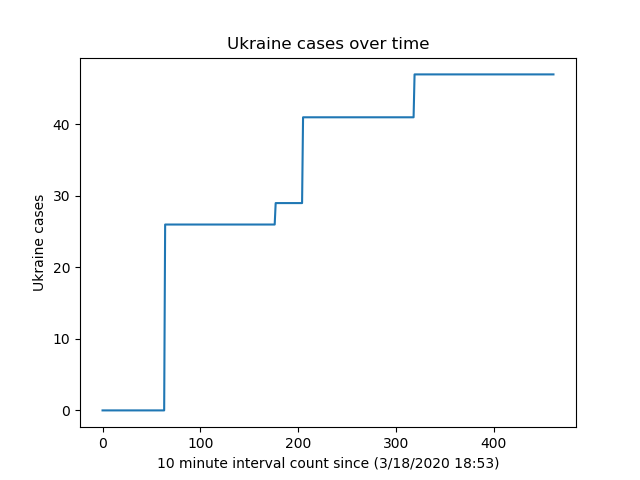 Ukraine cases over time
Ukraine cases
40
30
20
10
0
0 100 200 300 400
10 minute interval count since (3/18/2020 18:53)